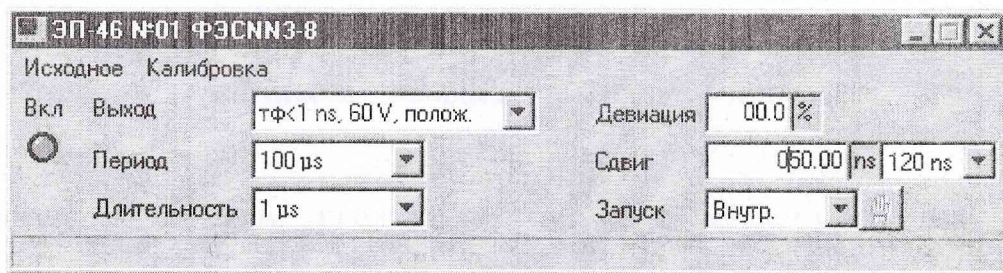 ЭП-46 №01 ФЭСNN3-8
Исходное Калибровка
Вкл Выход τф<1 ns, 60 V, полож. Девиация 00.0 %
Период 100 µs Сдвиг 050.00 ns 120 ns
Длительность 1 µs Запуск Внутр.